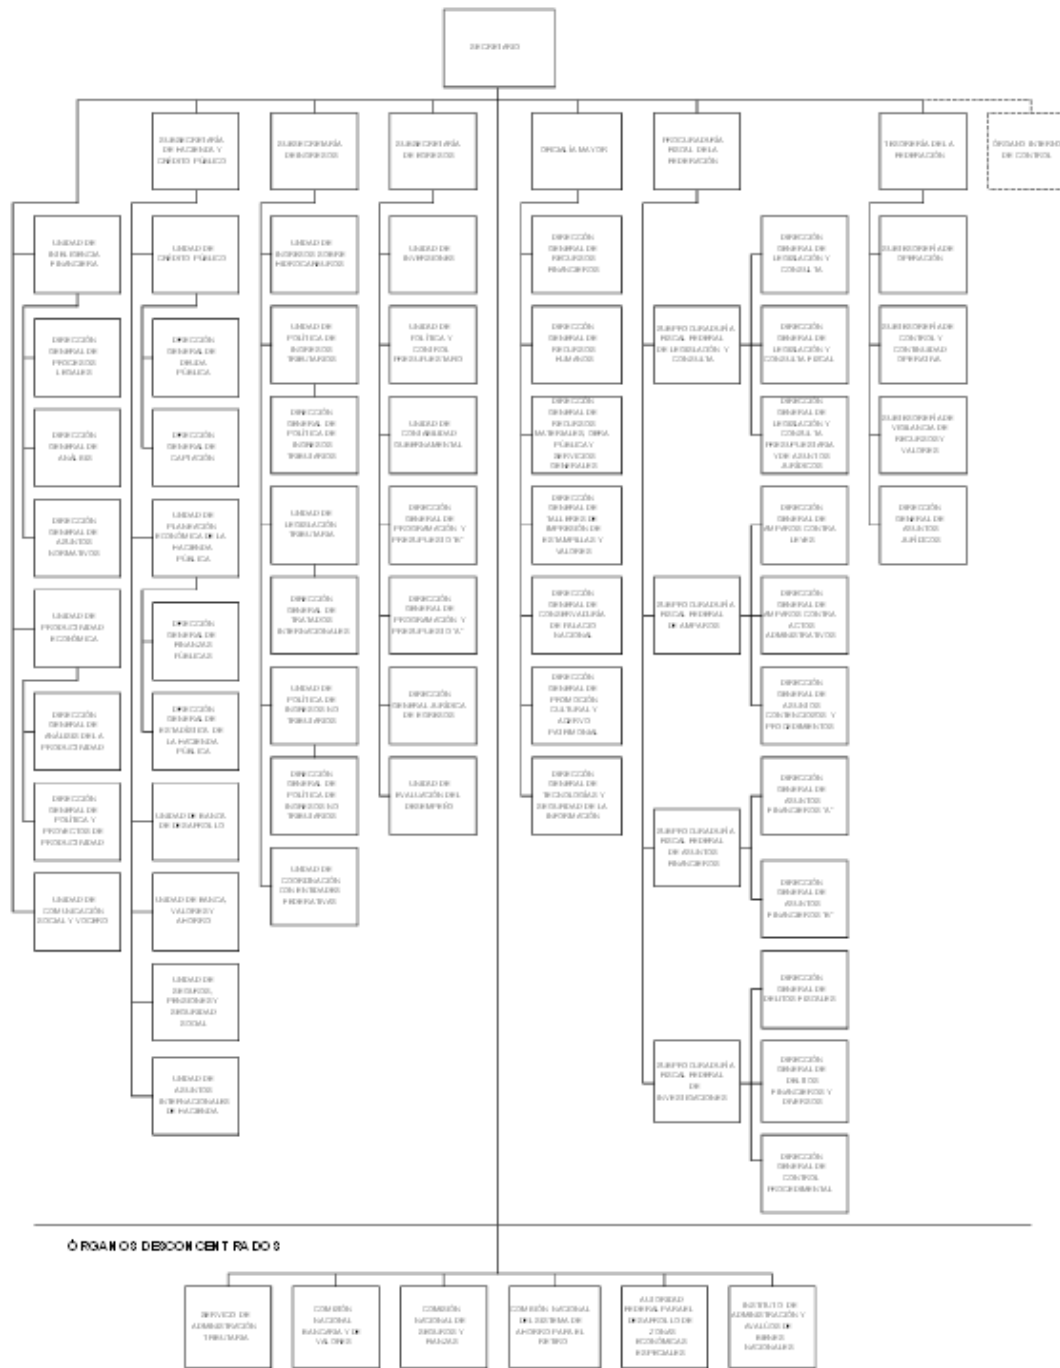 SECRETARIO
SUBSECRETARÍA
DE HACIENDA Y
CRÉDITO PÚBLICO
SUBSECRETARÍA
DE INGRESOS
SUBSECRETARÍA
DE EGRESOS
OFICIALÍA MAYOR
PROCURADURÍA
FISCAL DE LA
FEDERACIÓN
TESORERÍA DE LA
FEDERACIÓN
ÓRGANO INTERNO
DE CONTROL
UNIDAD DE
INTELIGENCIA
FINANCIERA
DIRECCIÓN
GENERAL DE
PROCESOS
LEGALES
DIRECCIÓN
GENERAL DE
ANÁLISIS
DIRECCIÓN
GENERAL DE
ASUNTOS
NORMATIVOS
UNIDAD DE
PRODUCTIVIDAD
ECONÓMICA
DIRECCIÓN
GENERAL DE
ANÁLISIS DE LA
PRODUCTIVIDAD
DIRECCIÓN
GENERAL DE
POLÍTICA Y
PROYECTOS DE
PRODUCTIVIDAD
UNIDAD DE
COMUNICACIÓN
SOCIAL Y VOCERO
UNIDAD DE
CRÉDITO PÚBLICO
DIRECCIÓN
GENERAL DE
DEUDA
PÚBLICA
DIRECCIÓN
GENERAL DE
CAPTACIÓN
UNIDAD DE
PLANEACIÓN
ECONÓMICA DE LA
HACIENDA
PÚBLICA
DIRECCIÓN
GENERAL DE
FINANZAS
PÚBLICAS
DIRECCIÓN
GENERAL DE
ESTADÍSTICA DE
LA HACIENDA
PÚBLICA
UNIDAD DE BANCA
DE DESARROLLO
UNIDAD DE BANCA,
VALORES Y
AHORRO
UNIDAD DE
SEGUROS,
PENSIONES Y
SEGURIDAD
SOCIAL
UNIDAD DE
ASUNTOS
INTERNACIONALES
DE HACIENDA
UNIDAD DE
INGRESOS SOBRE
HIDROCARBUROS
UNIDAD DE
POLÍTICA DE
INGRESOS
TRIBUTARIOS
DIRECCIÓN
GENERAL DE
POLÍTICA DE
INGRESOS
TRIBUTARIOS
UNIDAD DE
LEGISLACIÓN
TRIBUTARIA
DIRECCIÓN
GENERAL DE
TRATADOS
INTERNACIONALES
UNIDAD DE
POLÍTICA DE
INGRESOS NO
TRIBUTARIOS
DIRECCIÓN
GENERAL DE
POLÍTICA DE
INGRESOS NO
TRIBUTARIOS
UNIDAD DE
COORDINACIÓN
CON ENTIDADES
FEDERATIVAS
UNIDAD DE
INVERSIONES
UNIDAD DE
POLÍTICA Y
CONTROL
PRESUPUESTARIO
UNIDAD DE
CONTABILIDAD
GUBERNAMENTAL
DIRECCIÓN
GENERAL DE
PROGRAMACIÓN Y
PRESUPUESTO "B"
DIRECCIÓN
GENERAL DE
PROGRAMACIÓN Y
PRESUPUESTO "A"
DIRECCIÓN
GENERAL JURÍDICA
DE EGRESOS
UNIDAD DE
EVALUACIÓN DEL
DESEMPEÑO
DIRECCIÓN
GENERAL DE
RECURSOS
FINANCIEROS
DIRECCIÓN
GENERAL DE
RECURSOS
HUMANOS
DIRECCIÓN
GENERAL DE
RECURSOS
MATERIALES, OBRA
PÚBLICA Y
SERVICIOS
GENERALES
DIRECCIÓN
GENERAL DE
TALLERES DE
IMPRESIÓN DE
ESTAMPILLAS Y
VALORES
DIRECCIÓN
GENERAL DE
CONSERVADURÍA
DE PALACIO
NACIONAL
DIRECCIÓN
GENERAL DE
PROMOCIÓN
CULTURAL Y
ACERVO
PATRIMONIAL
DIRECCIÓN
GENERAL DE
TECNOLOGÍAS Y
SEGURIDAD DE LA
INFORMACIÓN
SUBPROCURADURÍA
FISCAL FEDERAL
DE LEGISLACIÓN Y
CONSULTA
DIRECCIÓN
GENERAL DE
LEGISLACIÓN Y
CONSULTA
DIRECCIÓN
GENERAL DE
LEGISLACIÓN Y
CONSULTA FISCAL
DIRECCIÓN
GENERAL DE
LEGISLACIÓN Y
CONSULTA
PRESUPUESTARIA
Y DE ASUNTOS
JURÍDICOS
SUBPROCURADURÍA
FISCAL FEDERAL
DE AMPAROS
DIRECCIÓN
GENERAL DE
AMPAROS CONTRA
LEYES
DIRECCIÓN
GENERAL DE
AMPAROS CONTRA
ACTOS
ADMINISTRATIVOS
DIRECCIÓN
GENERAL DE
ASUNTOS
CONTENCIOSOS Y
PROCEDIMIENTOS
SUBPROCURADURÍA
FISCAL FEDERAL
DE ASUNTOS
FINANCIEROS
DIRECCIÓN
GENERAL DE
ASUNTOS
FINANCIEROS "A"
DIRECCIÓN
GENERAL DE
ASUNTOS
FINANCIEROS "B"
SUBPROCURADURÍA
FISCAL FEDERAL
DE
INVESTIGACIONES
DIRECCIÓN
GENERAL DE
DELITOS FISCALES
DIRECCIÓN
GENERAL DE
DELITOS
FINANCIEROS Y
DIVERSOS
DIRECCIÓN
GENERAL DE
CONTROL
PROCEDIMENTAL
SUBTESORERÍA DE
OPERACIÓN
SUBTESORERÍA DE
CONTROL Y
CONTINUIDAD
OPERATIVA
SUBTESORERÍA DE
VIGILANCIA DE
RECURSOS Y
VALORES
DIRECCIÓN
GENERAL DE
ASUNTOS
JURÍDICOS
ÓRGANOS DESCONCENTRADOS
SERVICIO DE
ADMINISTRACIÓN
TRIBUTARIA
COMISIÓN
NACIONAL
BANCARIA Y DE
VALORES
COMISIÓN
NACIONAL DE
SEGUROS Y
FIANZAS
COMISIÓN NACIONAL
DEL SISTEMA DE
AHORRO PARA EL
RETIRO
AUTORIDAD
FEDERAL PARA EL
DESARROLLO DE
ZONAS
ECONÓMICAS
ESPECIALES
INSTITUTO DE
ADMINISTRACIÓN Y
AVALÚOS DE
BIENES
NACIONALES